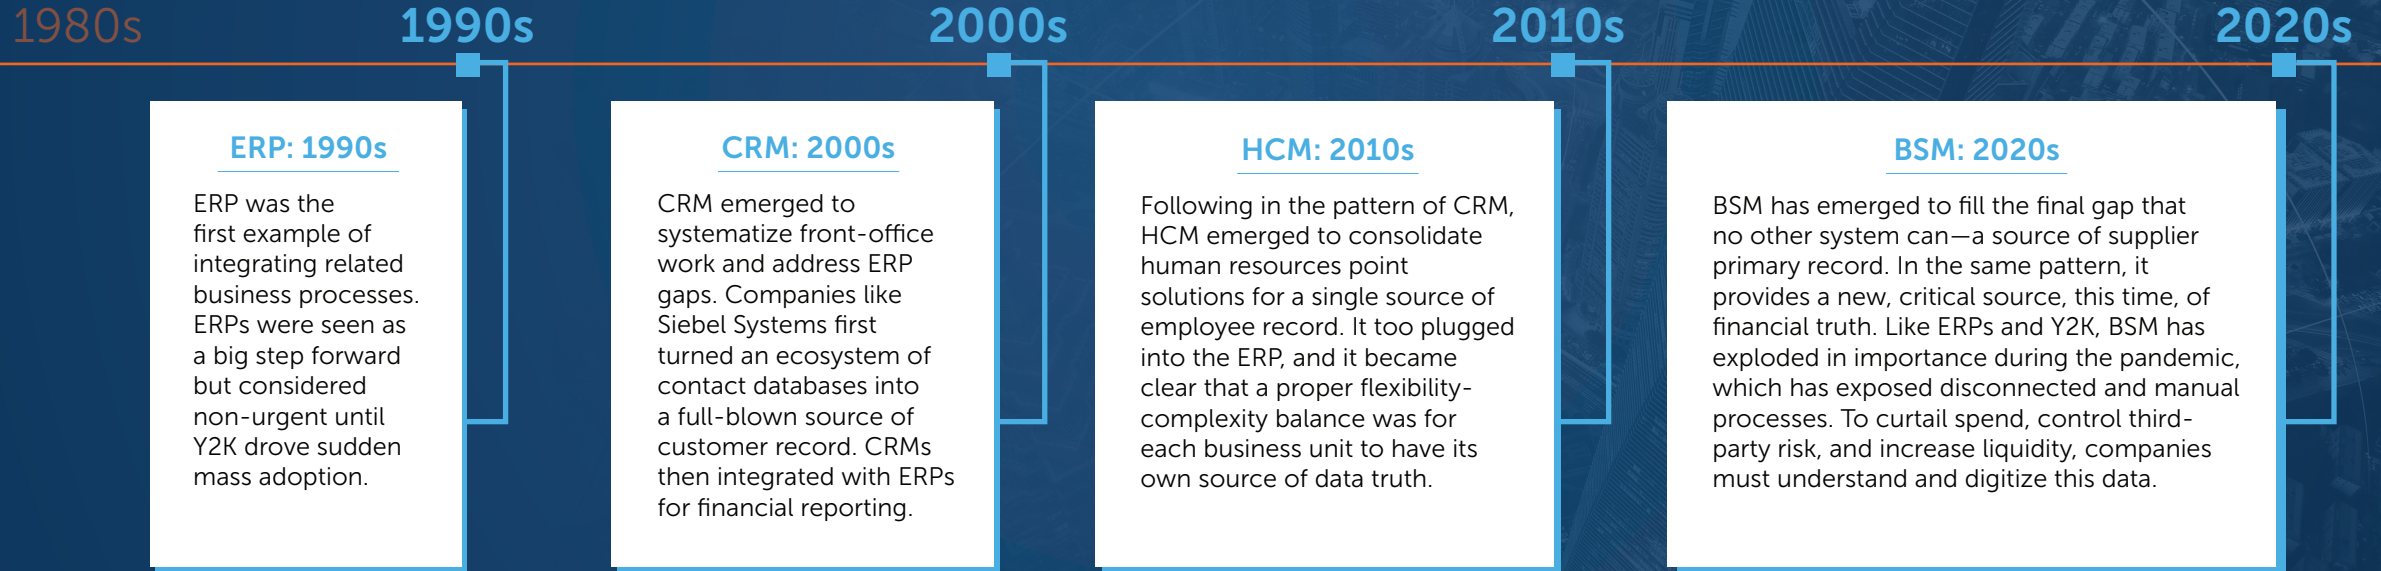 1980s
1990s
2000s
2010s
2020s
ERP: 1990s
ERP was the
first example of
integrating related
business processes.
ERPs were seen as
a big step forward
but considered
non-urgent until
Y2K drove sudden
mass adoption.
CRM: 2000s
CRM emerged to
systematize front-office
work and address ERP
gaps. Companies like
Siebel Systems first
turned an ecosystem of
contact databases into
a full-blown source of
customer record. CRMs
then integrated with ERPs
for financial reporting.
HCM: 2010s
Following in the pattern of CRM,
HCM emerged to consolidate
human resources point
solutions for a single source of
employee record. It too plugged
into the ERP, and it became
clear that a proper flexibility-
complexity balance was for
each business unit to have its
own source of data truth.
BSM: 2020s
BSM has emerged to fill the final gap that
no other system can—a source of supplier
primary record. In the same pattern, it
provides a new, critical source, this time, of
financial truth. Like ERPs and Y2K, BSM has
exploded in importance during the pandemic,
which has exposed disconnected and manual
processes. To curtail spend, control third-
party risk, and increase liquidity, companies
must understand and digitize this data.